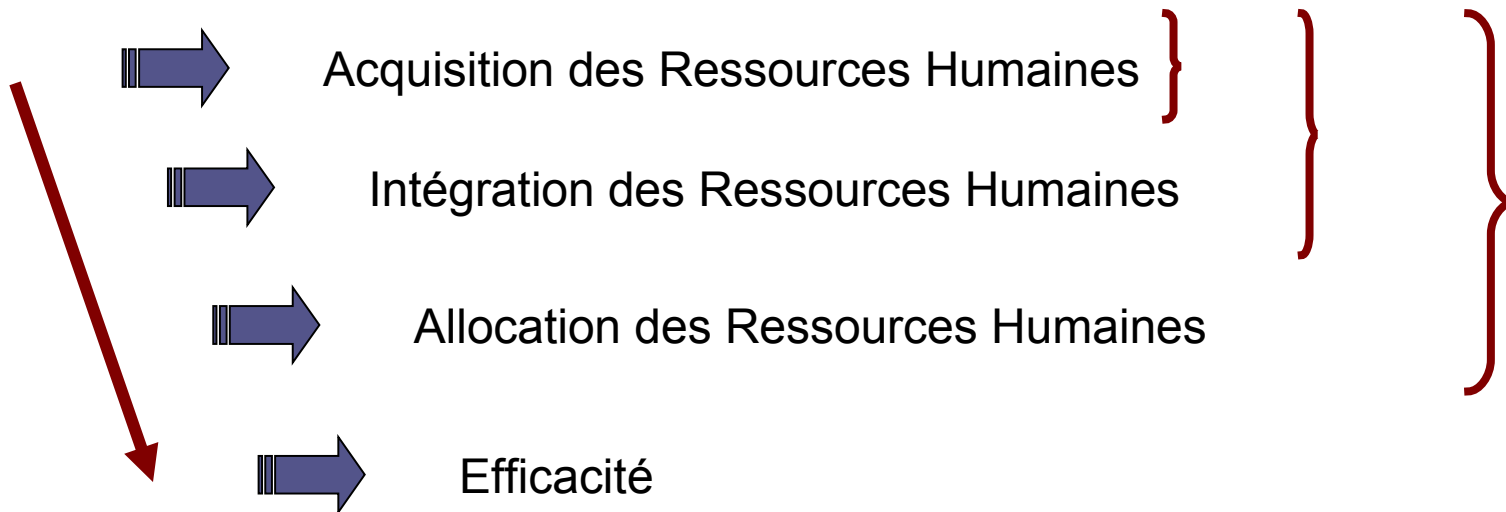 Acquisition des Ressources Humaines
Intégration des Ressources Humaines
Allocation des Ressources Humaines
Efficacité